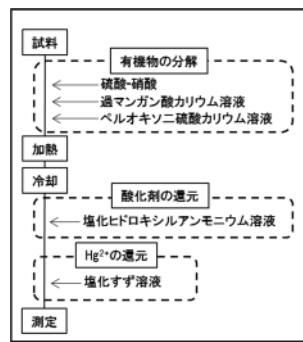 試料
有機物の分解
硫酸-硝酸
過マンガン酸カリウム溶液
ペルオキソ二硫酸カリウム溶液
加熱
冷却
酸化剤の還元
塩化ヒドロキシルアンモニウム溶液
Hg²⁺の還元
塩化すず溶液
測定